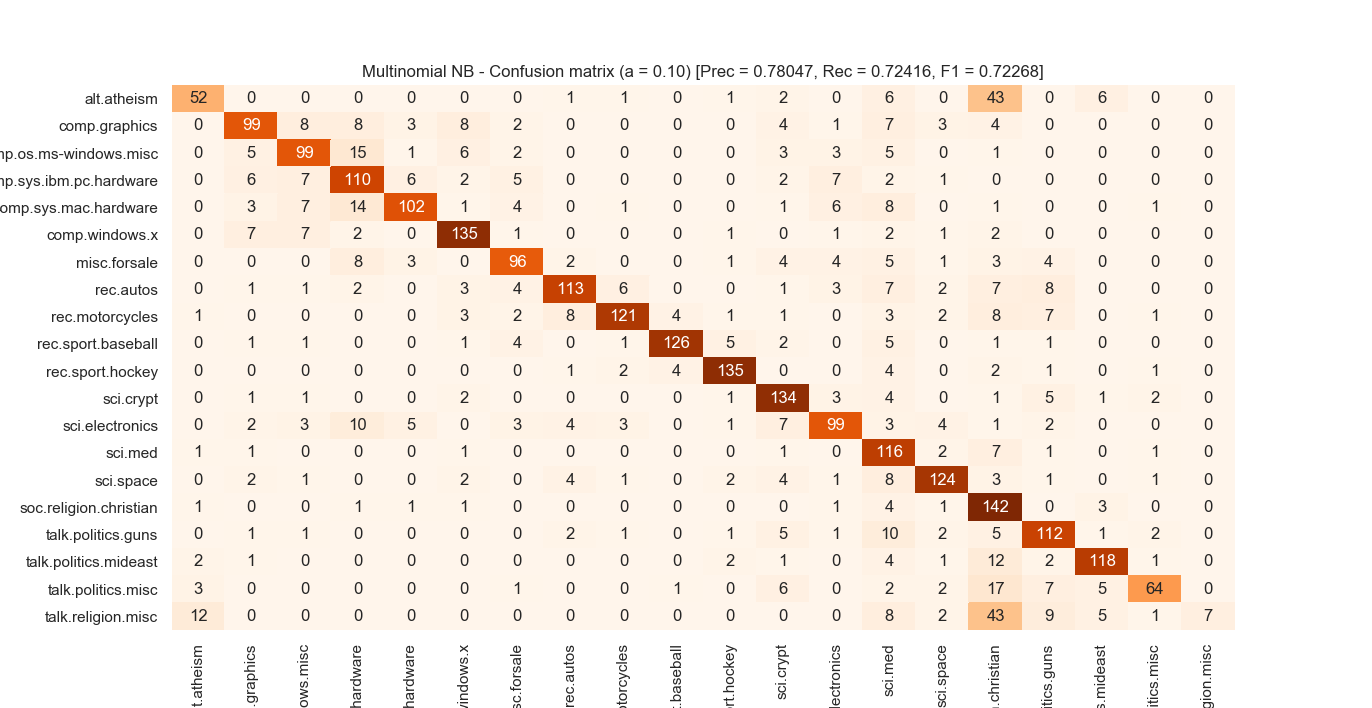 Multinomial NB - Confusion matrix (a = 0.10) [Prec = 0.78047, Rec = 0.72416, F1 = 0.72268]
alt.atheism 52 0 0 0 0 0 0 1 1 0 1 2 0 6 0 43 0 6 0 0
comp.graphics 0 99 8 8 3 8 2 0 0 0 0 4 1 7 3 4 0 0 0 0
np.os.ms-windows.misc 0 5 99 15 1 6 2 0 0 0 0 3 3 5 0 1 0 0 0 0
np.sys.ibm.pc.hardware 0 6 7 110 6 2 5 0 0 0 0 2 7 2 1 0 0 0 0 0
omp.sys.mac.hardware 0 3 7 14 102 1 4 0 1 0 0 1 6 8 0 1 0 0 1 0
comp.windows.x 0 7 7 2 0 135 1 0 0 0 1 0 1 2 1 2 0 0 0 0
misc.forsale 0 0 0 8 3 0 96 2 0 0 1 4 4 5 1 3 4 0 0 0
rec.autos 0 1 1 2 0 3 4 113 6 0 0 1 3 7 2 7 8 0 0 0
rec.motorcycles 1 0 0 0 0 3 2 8 121 4 1 1 0 3 2 8 7 0 1 0
rec.sport.baseball 0 1 1 0 0 1 4 0 1 126 5 2 0 5 0 1 1 0 0 0
rec.sport.hockey 0 0 0 0 0 0 0 1 2 4 135 0 0 4 0 2 1 0 1 0
sci.crypt 0 1 1 0 0 2 0 0 0 0 1 134 3 4 0 1 5 1 2 0
sci.electronics 0 2 3 10 5 0 3 4 3 0 1 7 99 3 4 1 2 0 0 0
sci.med 1 1 0 0 0 1 0 0 0 0 0 1 0 116 2 7 1 0 1 0
sci.space 0 2 1 0 0 2 0 4 1 0 2 4 1 8 124 3 1 0 1 0
soc.religion.christian 1 0 0 1 1 1 0 0 0 0 0 0 1 4 1 142 0 3 0 0
talk.politics.guns 0 1 1 0 0 0 0 2 1 0 1 5 1 10 2 5 112 1 2 0
talk.politics.mideast 2 1 0 0 0 0 0 0 0 0 2 1 0 4 1 12 2 118 1 0
talk.politics.misc 3 0 0 0 0 0 1 0 0 1 0 6 0 2 2 17 7 5 64 0
talk.religion.misc 12 0 0 0 0 0 0 0 0 0 0 0 0 8 2 43 9 5 1 7
t.atheism
.graphics
ows.misc
hardware
hardware
vindows.x
sc.forsale
rec.autos
otorcycles
t.baseball
rt.hockey
sci.crypt
lectronics
sci.med
sci.space
.christian
litics.guns
s.mideast
itics.misc
gion.misc